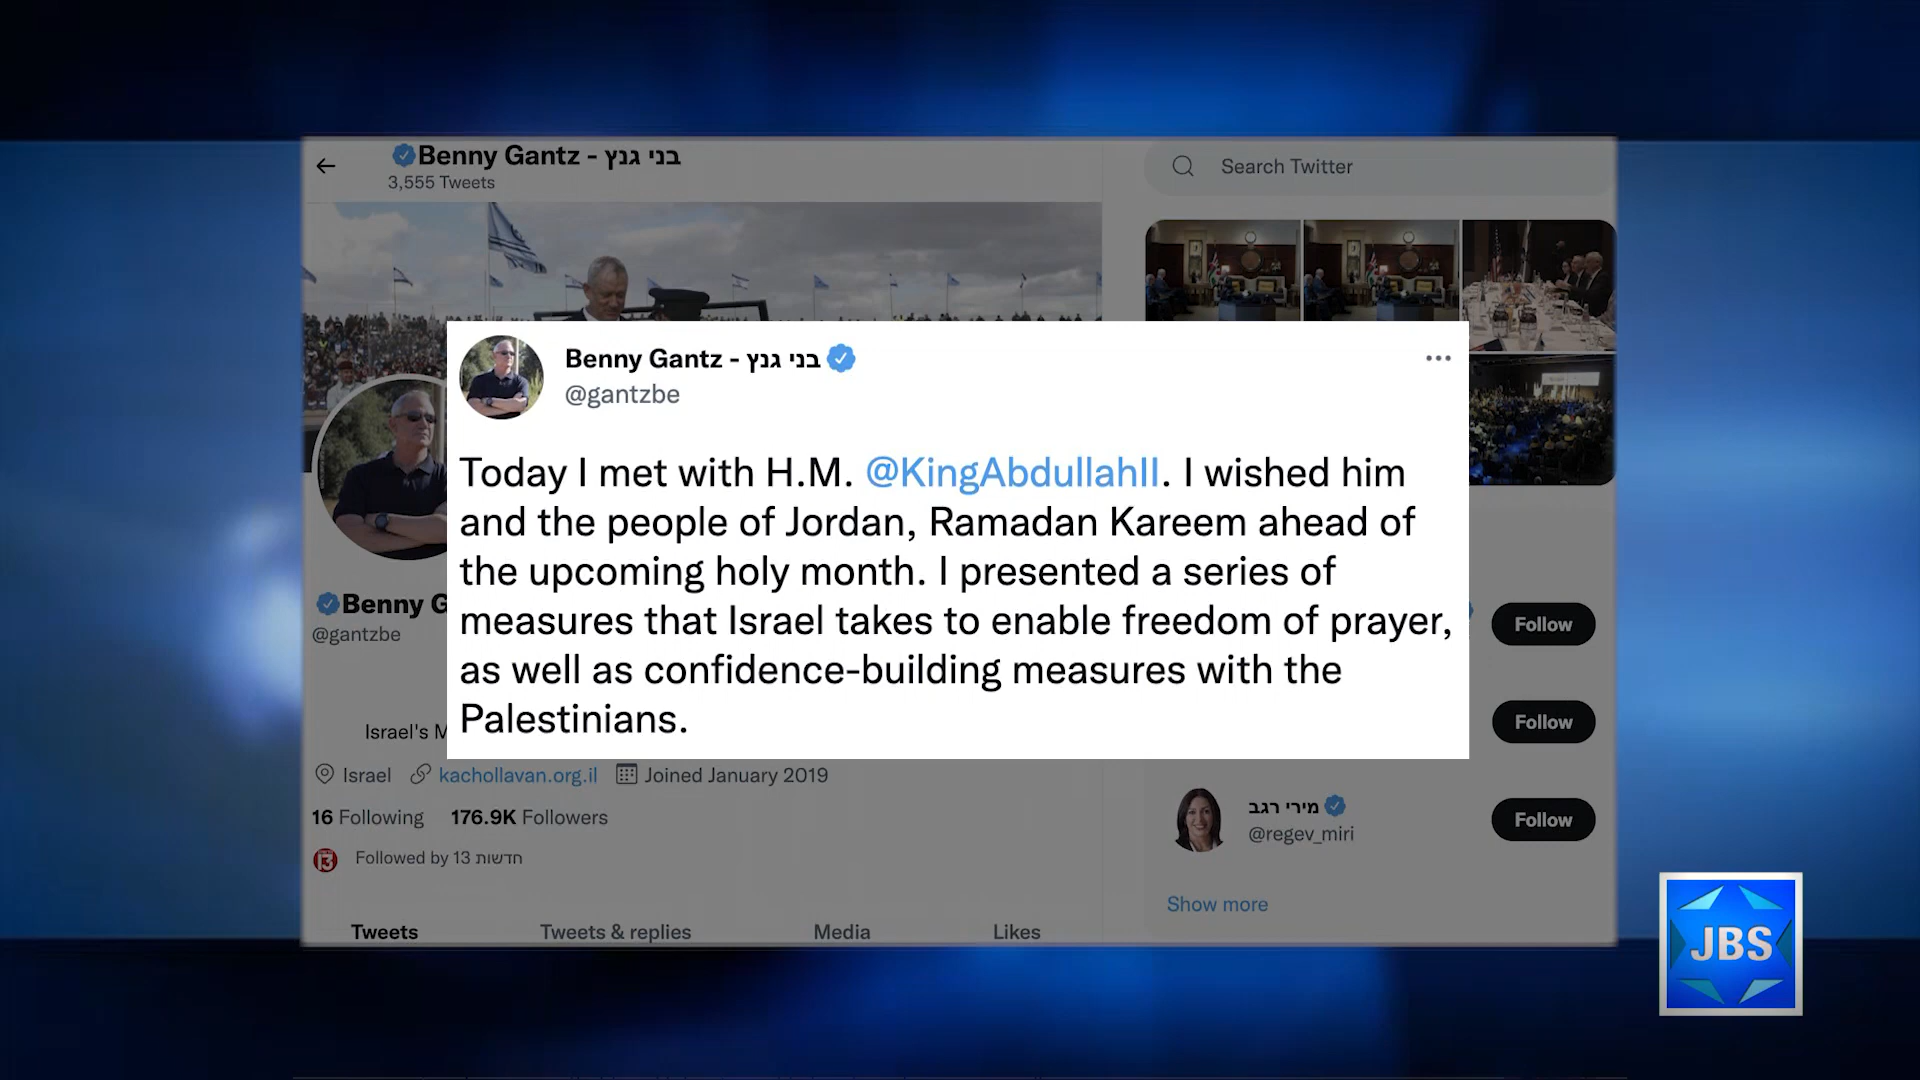 Benny Gantz - בני גנץ
3,555 Tweets
Search Twitter
Benny Gantz - בני גנץ
@gantzbe
Today I met with H.M. @KingAbdullahII. I wished him
and the people of Jordan, Ramadan Kareem ahead of
the upcoming holy month. I presented a series of
measures that Israel takes to enable freedom of prayer,
as well as confidence-building measures with the
Palestinians.
Benny G
@gantzbe
Israel's M
Israel kachollavan.org.il Joined January 2019
16 Following 176.9K Followers
13 Followed by 13 חדשות
Tweets Tweets & replies Media Likes
Follow
Follow
מירי רגב
@regev_miri
Follow
Show more
JBS